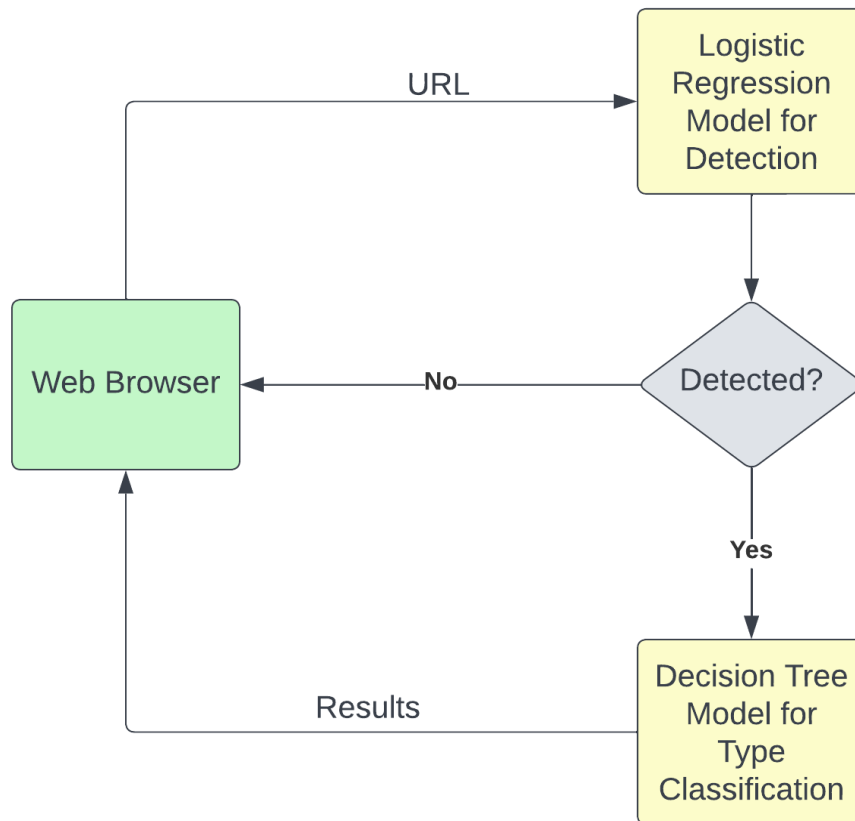 URL
Logistic
Regression
Model for
Detection
Web Browser
No
Detected?
Yes
Results
Decision Tree
Model for
Type
Classification